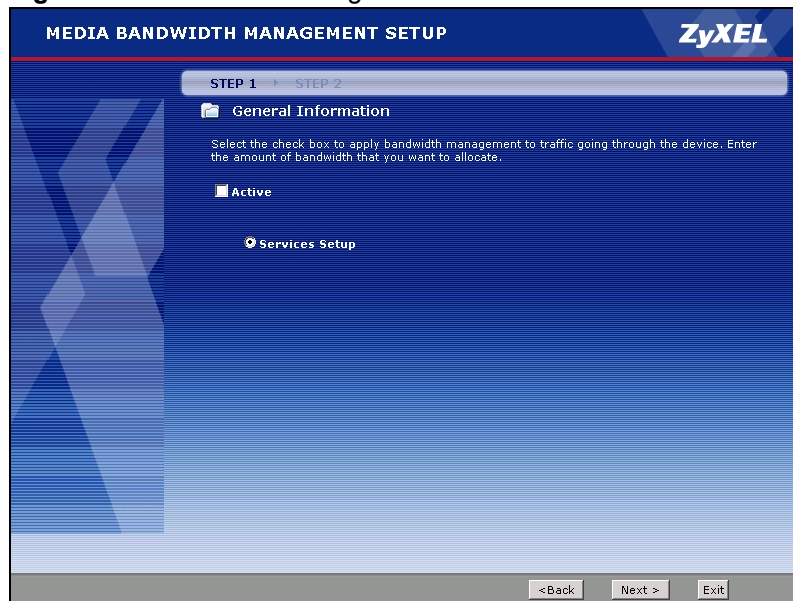 MEDIA BANDWIDTH MANAGEMENT SETUP
ZyXEL
STEP 1 STEP 2
General Information
Select the check box to apply bandwidth management to traffic going through the device. Enter
the amount of bandwidth that you want to allocate.
Active
Services Setup
<Back Next > Exit